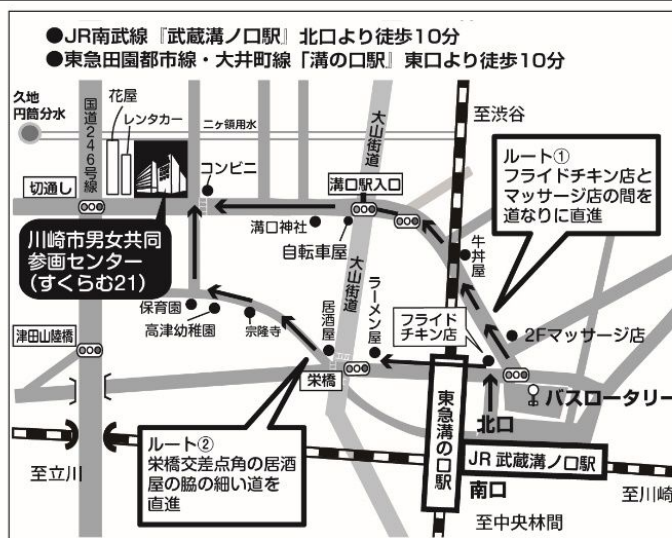 ●JR南武線『武蔵溝ノ口駅』北口より徒歩10分
●東急田園都市線・大井町線「溝の口駅」東口より徒歩10分
久地
円筒分水
国道246号線
花屋
レンタカー
二ヶ領用水
大山街道
至渋谷
コンビニ
切通し
溝口駅入口
ルート①
フライドチキン店と
マッサージ店の間を
道なりに直進
川崎市男女共同
参画センター
(すくらむ21)
溝口神社
自転車屋
牛丼屋
大山街道
保育園
高津幼稚園
宗隆寺
居酒屋
ラーメン屋
フライド
チキン店
2Fマッサージ店
津田山陸橋
栄橋
バスロータリー
北口
東急溝の口駅
ルート②
栄橋交差点角の居酒
屋の脇の細い道を
直進
JR 武蔵溝ノ口駅
至立川
南口
至川崎
至中央林間